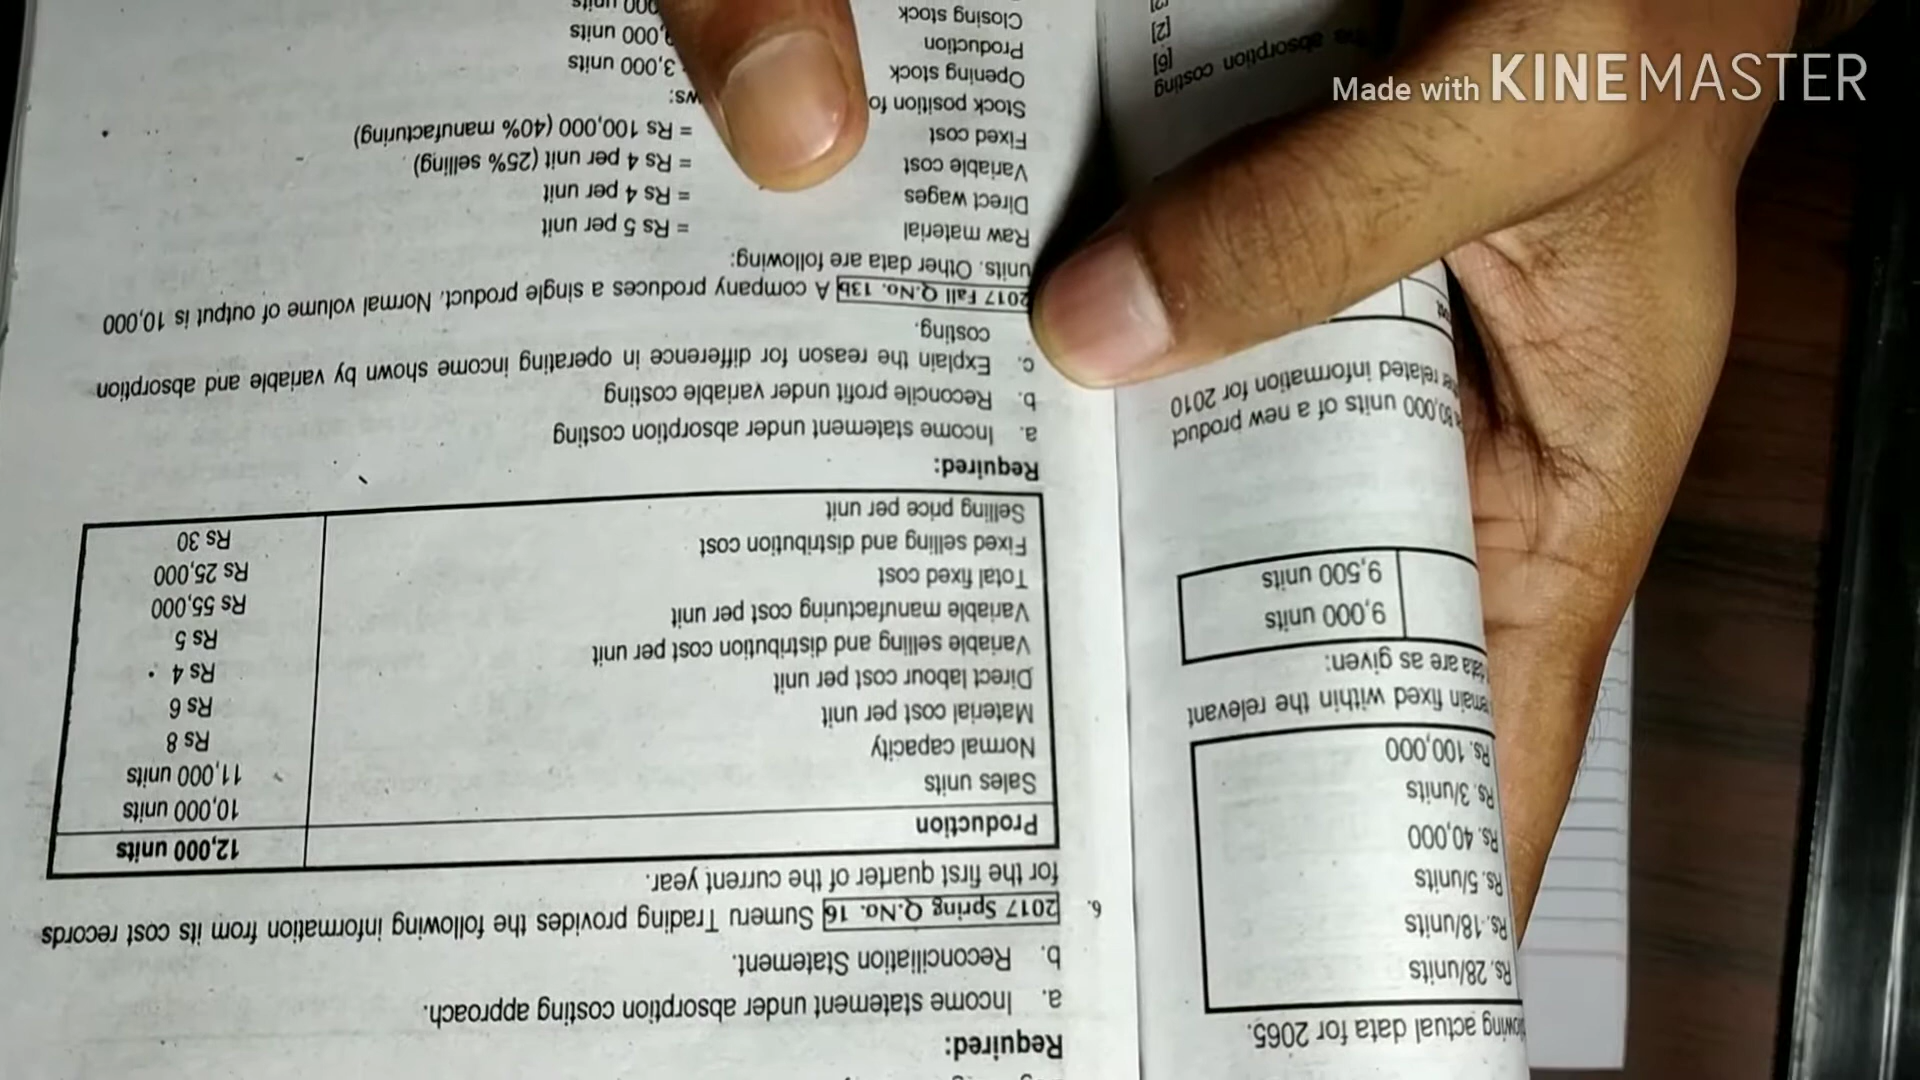 Made with KINEMASTER
actual data for 2065.
Rs. 28/units
Rs. 18/units
Rs. 5/units
Rs. 40,000
Rs. 3/units
Rs. 100,000
fixed within the relevant
are as given:
9,000 units
9,500 units
units of a new product
related information for 2010
absorption costing [6]
[2]
Required:
a. Income statement under absorption costing approach.
b. Reconciliation Statement.
6. 2017 Spring Q.No. 16 Sumeru Trading provides the following information from its cost records
for the first quarter of the current year.
Production 12,000 units
Sales units 10,000 units
Normal capacity 11,000 units
Material cost per unit Rs 8
Direct labour cost per unit Rs 6
Variable selling and distribution cost per unit Rs 4
Variable manufacturing cost per unit Rs 5
Total fixed cost Rs 55,000
Fixed selling and distribution cost Rs 25,000
Selling price per unit Rs 30
Required:
a. Income statement under absorption costing
b. Reconcile profit under variable costing
c. Explain the reason for difference in operating income shown by variable and absorption
costing.
2017 Fall Q.No. 13b A company produces a single product. Normal volume of output is 10,000
units. Other data are following:
Raw material = Rs 5 per unit
Direct wages = Rs 4 per unit
Variable cost = Rs 4 per unit (25% selling)
Fixed cost = Rs 100,000 (40% manufacturing)
Stock position
Opening stock 3,000 units
Production units
Closing stock